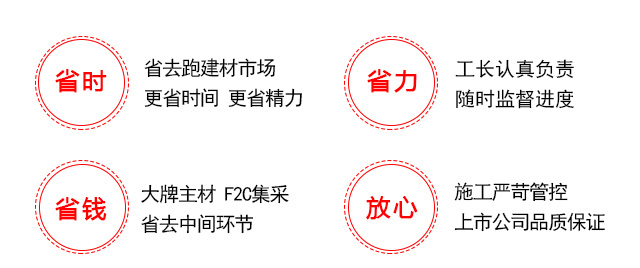 省时
省去跑建材市场
更省时间 更省精力
省力
工长认真负责
随时监督进度
省钱
大牌主材 F2C集采
省去中间环节
放心
施工严苛管控
上市公司品质保证